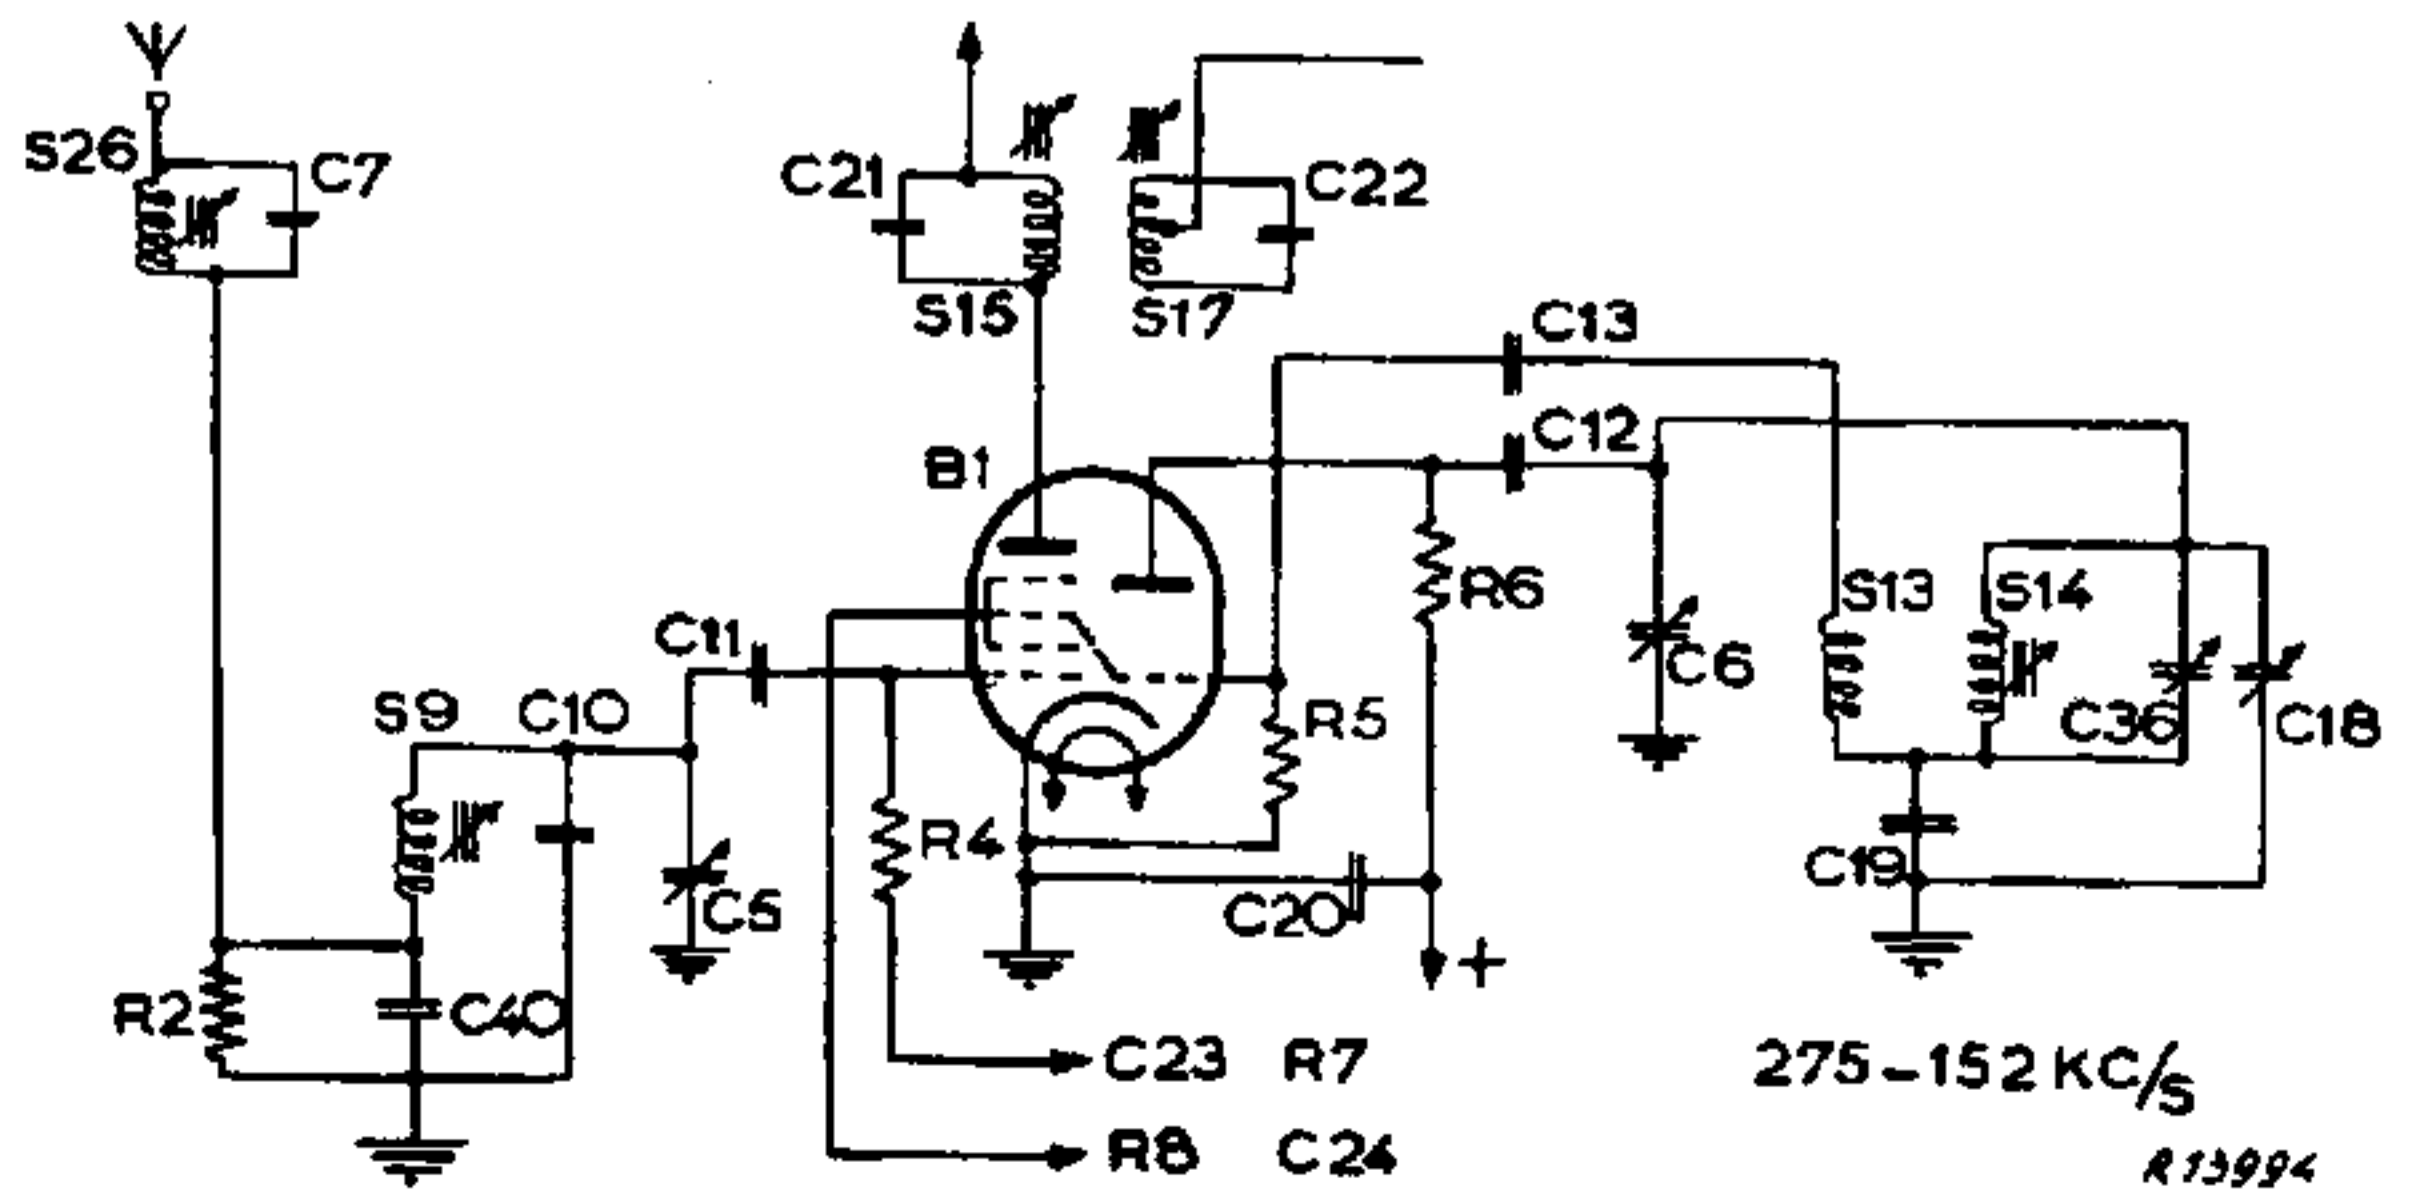 S26
C7
C21
C22
S15
S17
C13
C12
B1
R6
S13
S14
C11
C6
S9
C10
R5
C36
C18
R4
C5
C19
C20
+
R2
C40
C23 R7
275-152 KC/S
R8 C24
R13994